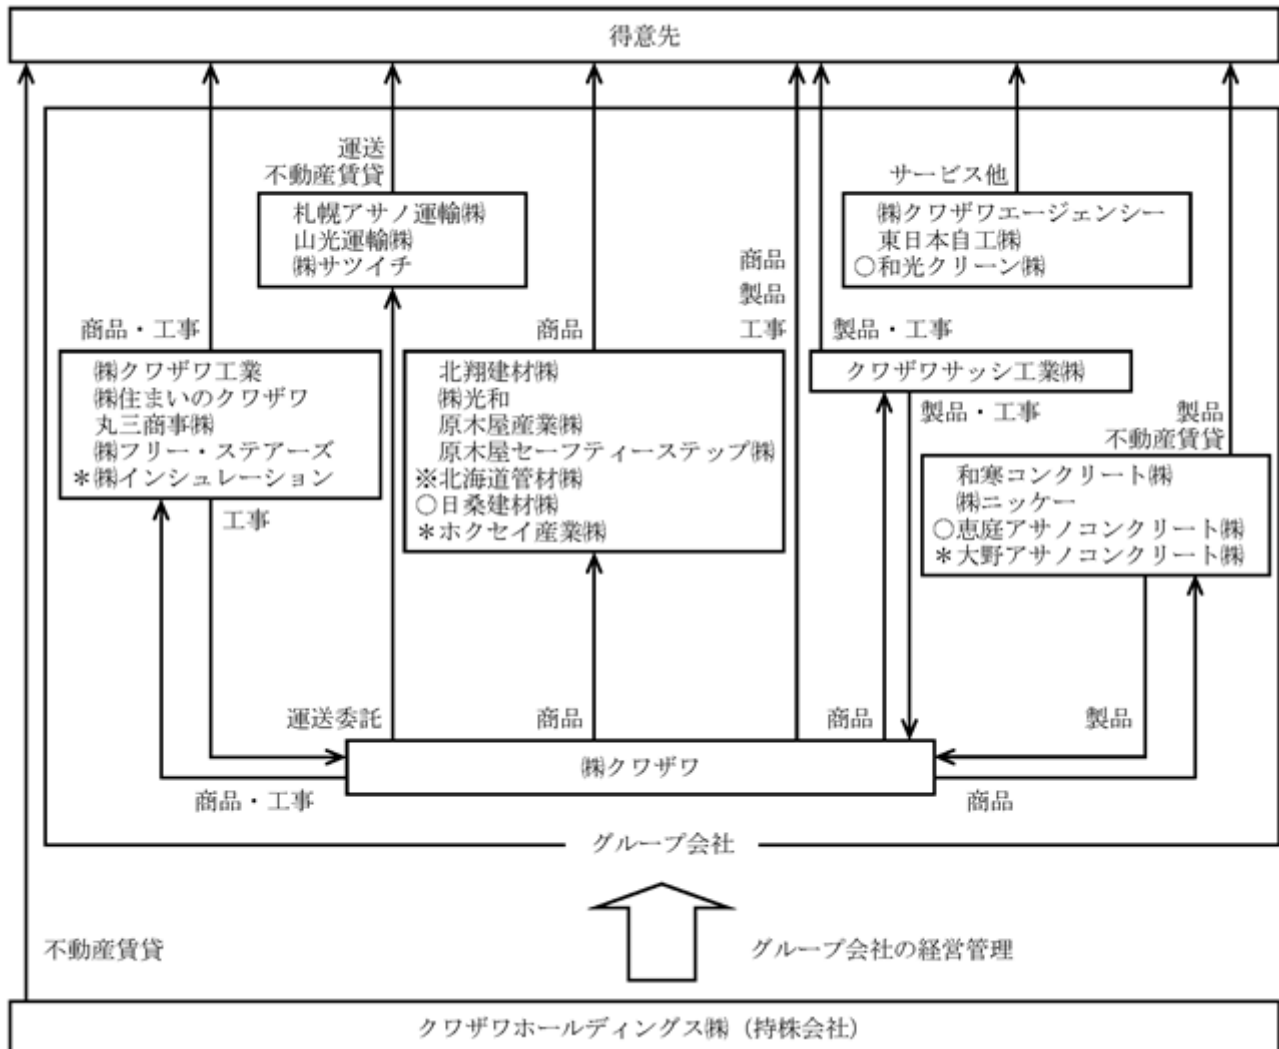 得意先
運送
不動産賃貸
札幌アサノ運輸㈱
山光運輸㈱
㈱サツイチ
サービス他
㈱クワザワエージェンシー
東日本自工㈱
○和光クリーン㈱
商品・工事
㈱クワザワ工業
㈱住まいのクワザワ
丸三商事㈱
㈱フリー・ステアーズ
＊㈱インシュレーション
商品
北翔建材㈱
㈱光和
原木屋産業㈱
原木屋セーフティーステップ㈱
※北海道管材㈱
○日桑建材㈱
＊ホクセイ産業㈱
商品
製品
工事
製品・工事
クワザワサッシ工業㈱
製品・工事
製品
不動産賃貸
和寒コンクリート㈱
㈱ニッケー
○恵庭アサノコンクリート㈱
＊大野アサノコンクリート㈱
工事
運送委託
商品
商品
製品
㈱クワザワ
商品・工事
商品
グループ会社
不動産賃貸
グループ会社の経営管理
クワザワホールディングス㈱（持株会社）